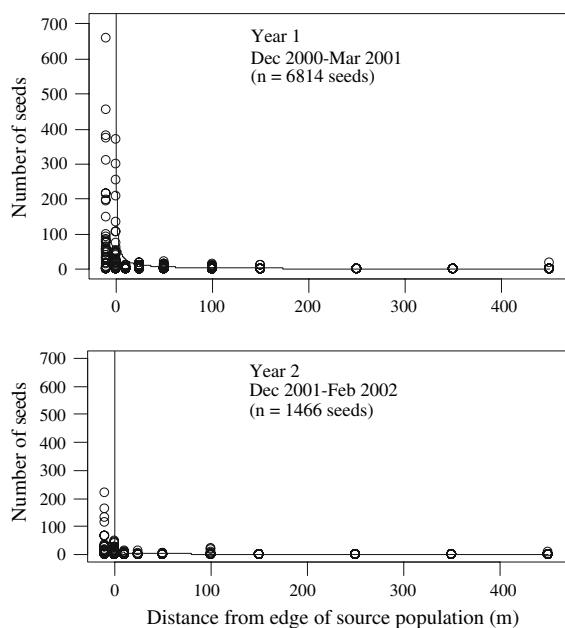 700
600
500
400
300
200
100
0
Number of seeds
Year 1
Dec 2000-Mar 2001
(n = 6814 seeds)
0 100 200 300 400
700
600
500
400
300
200
100
0
Number of seeds
Year 2
Dec 2001-Feb 2002
(n = 1466 seeds)
0 100 200 300 400
Distance from edge of source population (m)